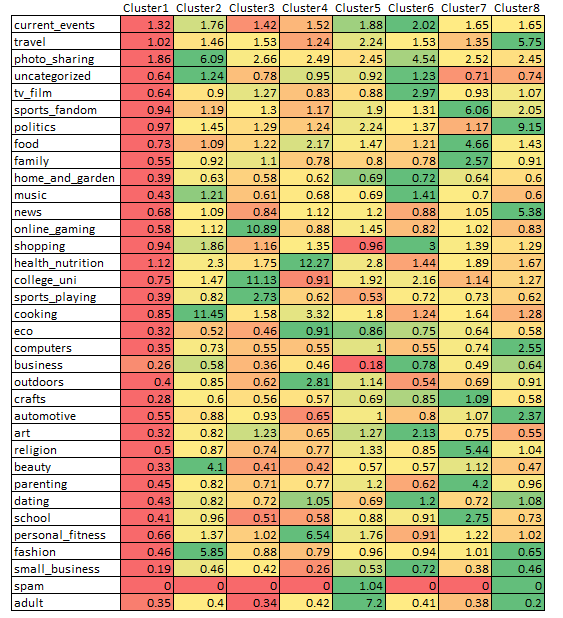 Cluster1 Cluster2 Cluster3 Cluster4 Cluster5 Cluster6 Cluster7 Cluster8
current_events 1.32 1.76 1.42 1.52 1.88 2.02 1.65 1.65
travel 1.02 1.46 1.53 1.24 2.24 1.53 1.35 5.75
photo_sharing 1.86 6.09 2.66 2.49 2.45 4.54 2.52 2.45
uncategorized 0.64 1.24 0.78 0.95 0.92 1.23 0.71 0.74
tv_film 0.64 0.9 1.27 0.83 0.88 2.97 0.93 1.07
sports_fandom 0.94 1.19 1.3 1.17 1.9 1.31 6.06 2.05
politics 0.97 1.45 1.29 1.24 2.24 1.37 1.17 9.15
food 0.73 1.09 1.22 2.17 1.47 1.21 4.66 1.43
family 0.55 0.92 1.1 0.78 0.8 0.78 2.57 0.91
home_and_garden 0.39 0.63 0.58 0.62 0.69 0.72 0.64 0.6
music 0.43 1.21 0.61 0.68 0.69 1.41 0.7 0.6
news 0.68 1.09 0.84 1.12 1.2 0.88 1.05 5.38
online_gaming 0.58 1.12 10.89 0.88 1.45 0.82 1.02 0.83
shopping 0.94 1.86 1.16 1.35 0.96 3 1.39 1.29
health_nutrition 1.12 2.3 1.75 12.27 2.8 1.44 1.89 1.67
college_uni 0.75 1.47 11.13 0.91 1.92 2.16 1.14 1.27
sports_playing 0.39 0.82 2.73 0.62 0.53 0.72 0.73 0.62
cooking 0.85 11.45 1.58 3.32 1.8 1.24 1.64 1.28
eco 0.32 0.52 0.46 0.91 0.86 0.75 0.64 0.58
computers 0.35 0.73 0.55 0.55 1 0.55 0.74 2.55
business 0.26 0.58 0.36 0.46 0.18 0.78 0.49 0.64
outdoors 0.4 0.85 0.62 2.81 1.14 0.54 0.69 0.91
crafts 0.28 0.6 0.56 0.57 0.69 0.85 1.09 0.58
automotive 0.55 0.88 0.93 0.65 1 0.8 1.07 2.37
art 0.32 0.82 1.23 0.65 1.27 2.13 0.75 0.55
religion 0.5 0.87 0.74 0.77 1.33 0.85 5.44 1.04
beauty 0.33 4.1 0.41 0.42 0.57 0.57 1.12 0.47
parenting 0.45 0.82 0.71 0.77 1.2 0.62 4.2 0.96
dating 0.43 0.82 0.72 1.05 0.69 1.2 0.72 1.08
school 0.41 0.96 0.51 0.58 0.88 0.91 2.75 0.73
personal_fitness 0.66 1.37 1.02 6.54 1.76 0.91 1.22 1.02
fashion 0.46 5.85 0.88 0.79 0.96 0.94 1.01 0.65
small_business 0.19 0.46 0.42 0.26 0.53 0.72 0.38 0.46
spam 0 0 0 0 1.04 0 0 0
adult 0.35 0.4 0.34 0.42 7.2 0.41 0.38 0.2